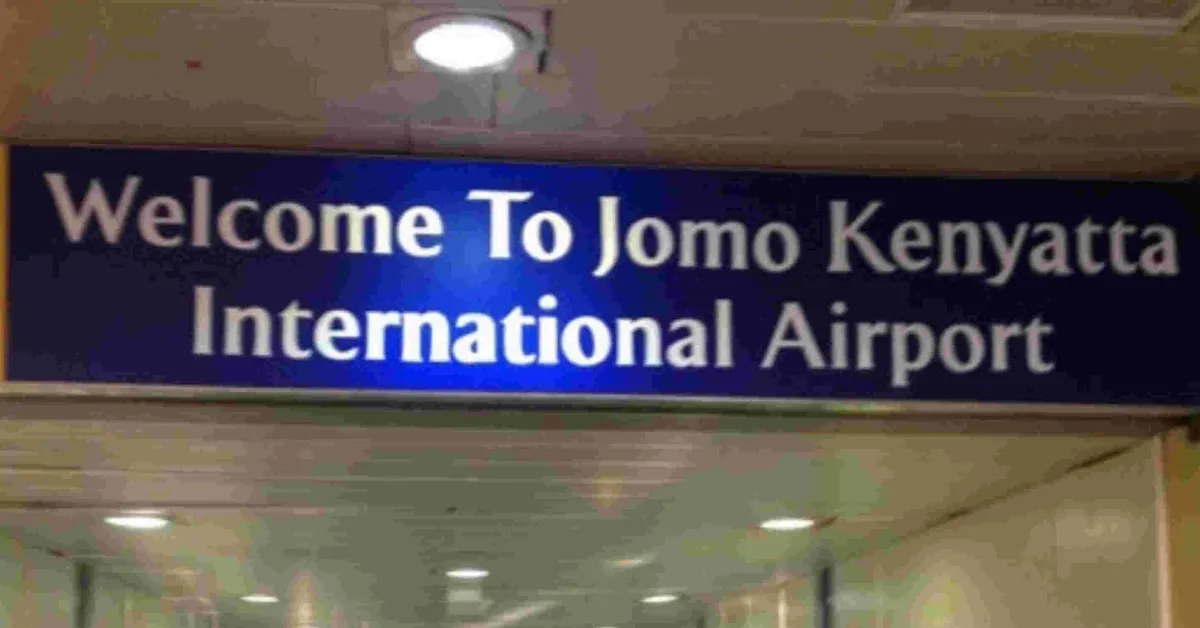 Welcome To Jomo Kenyatta
International Airport